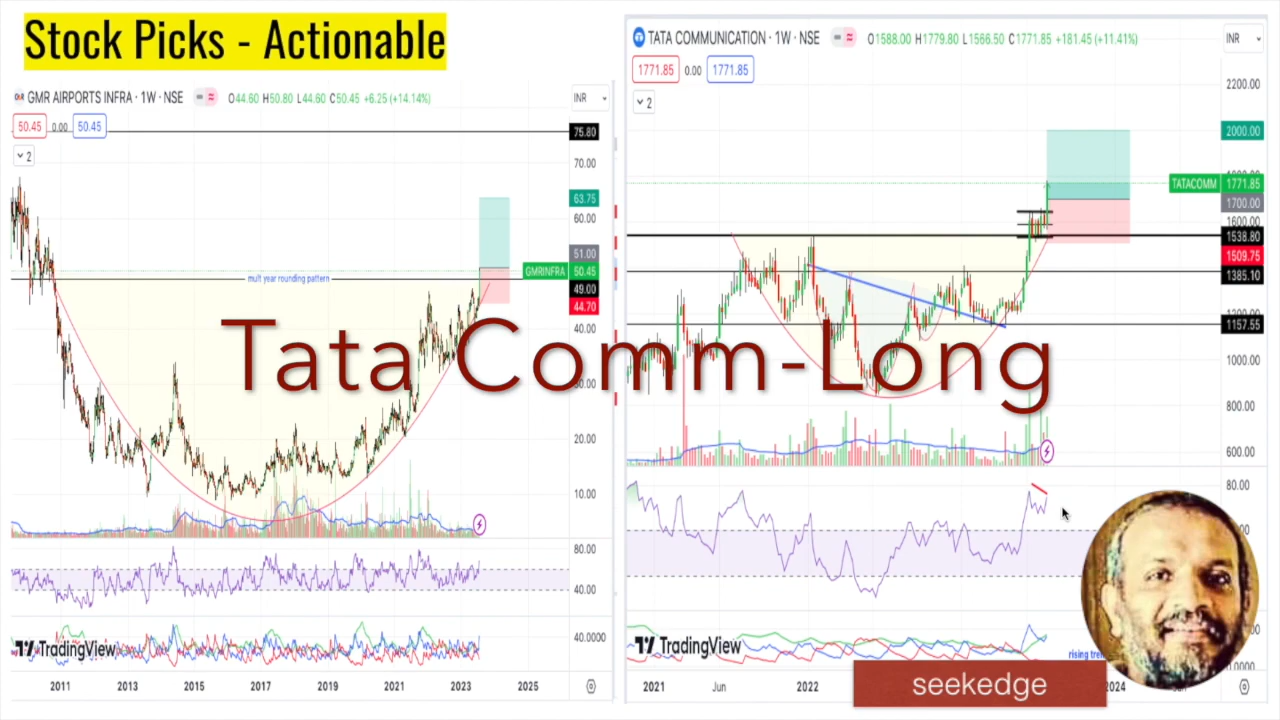 Stock Picks - Actionable
GMR AIRPORTS INFRA · 1W · NSE
O44.60 H50.80 L44.60 C50.45 +6.25 (+14.14%)
INR
50.45 0.00 50.45
2
75.80
70.00
63.75
60.00
51.00
GMRINFRA 50.45
49.00
44.70
40.00
30.00
20.00
10.00
mult year rounding pattern
80.00
40.00
40.0000
TradingView
2011 2013 2015 2017 2019 2021 2023 2025
TATA COMMUNICATION · 1W · NSE
O1588.00 H1779.80 L1566.50 C1771.85 +181.45 (+11.41%)
INR
1771.85 0.00 1771.85
2
2200.00
2000.00
TATACOMM 1771.85
1700.00
1600.00
1538.80
1509.75
1385.10
1200.00
1157.55
1000.00
800.00
600.00
80.00
TradingView
rising
2021 Jun 2022 2024
Tata Comm-Long
seekedge